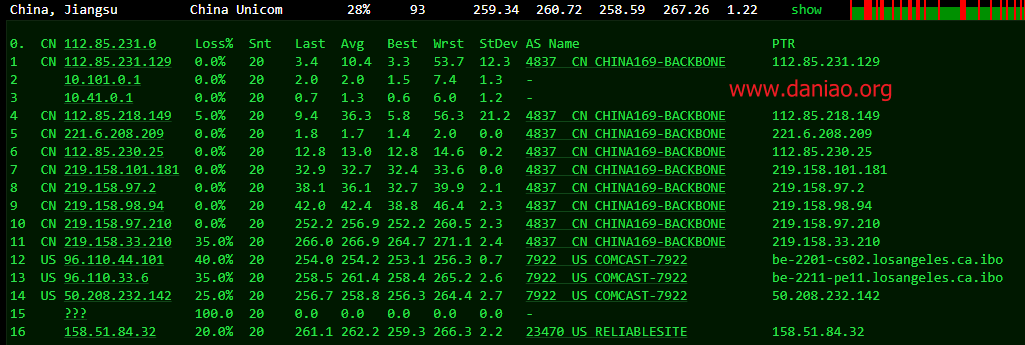 China, Jiangsu China Unicom 28% 93 259.34 260.72 258.59 267.26 1.22 show
0. CN 112.85.231.0 Loss% Snt Last Avg Best Wrst StDev AS Name PTR
1 CN 112.85.231.129 0.0% 20 3.4 10.4 3.3 53.7 12.3 4837 CN CHINA169-BACKBONE 112.85.231.129
2 10.101.0.1 0.0% 20 2.0 2.0 1.5 7.4 1.3 -
www.daniao.org
3 10.41.0.1 0.0% 20 0.7 1.3 0.6 6.0 1.2 -
4 CN 112.85.218.149 5.0% 20 9.4 36.3 5.8 56.3 21.2 4837 CN CHINA169-BACKBONE 112.85.218.149
5 CN 221.6.208.209 0.0% 20 1.8 1.7 1.4 2.0 0.0 4837 CN CHINA169-BACKBONE 221.6.208.209
6 CN 112.85.230.25 0.0% 20 12.8 13.0 12.8 14.6 0.2 4837 CN CHINA169-BACKBONE 112.85.230.25
7 CN 219.158.101.181 0.0% 20 32.9 32.7 32.4 33.6 0.0 4837 CN CHINA169-BACKBONE 219.158.101.181
8 CN 219.158.97.2 0.0% 20 38.1 36.1 32.7 39.9 2.1 4837 CN CHINA169-BACKBONE 219.158.97.2
9 CN 219.158.98.94 0.0% 20 42.0 42.4 38.8 46.4 2.3 4837 CN CHINA169-BACKBONE 219.158.98.94
10 CN 219.158.97.210 0.0% 20 252.2 256.9 252.2 260.5 2.3 4837 CN CHINA169-BACKBONE 219.158.97.210
11 CN 219.158.33.210 35.0% 20 266.0 266.9 264.7 271.1 2.4 4837 CN CHINA169-BACKBONE 219.158.33.210
12 US 96.110.44.101 40.0% 20 254.0 254.2 253.1 256.3 0.7 7922 US COMCAST-7922 be-2201-cs02.losangeles.ca.ibo
13 US 96.110.33.6 35.0% 20 258.5 261.4 258.4 265.2 2.6 7922 US COMCAST-7922 be-2211-pe11.losangeles.ca.ibo
14 US 50.208.232.142 25.0% 20 256.7 258.8 256.3 264.4 2.7 7922 US COMCAST-7922 50.208.232.142
15 ??? 100.0 20 0.0 0.0 0.0 0.0 0.0 -
16 158.51.84.32 20.0% 20 261.1 262.2 259.3 266.3 2.2 23470 US RELIABLESITE 158.51.84.32